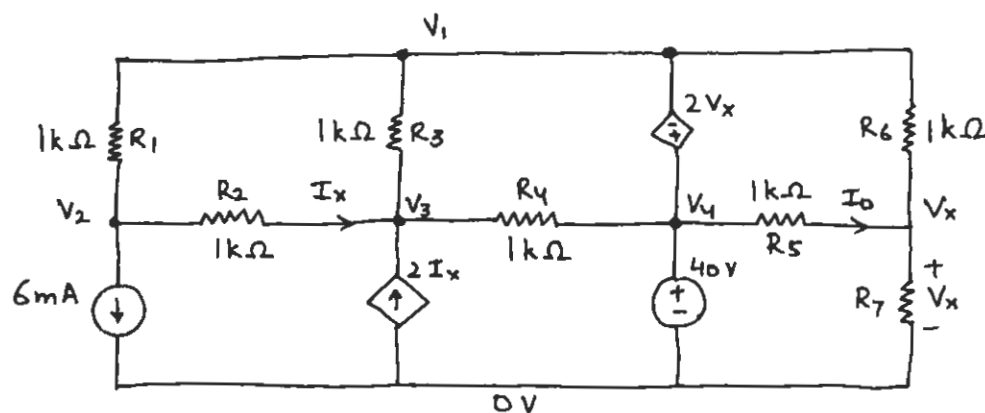 V₁
2Vₓ
1kΩ R₁
1kΩ R₃
R₆ 1kΩ
V₂
R₂
1kΩ
Iₓ
V₃
R₄
1kΩ
V₄
1kΩ
R₅
I₀
Vₓ
6mA
2Iₓ
40V
+
-
R₇
+
Vₓ
-
0V